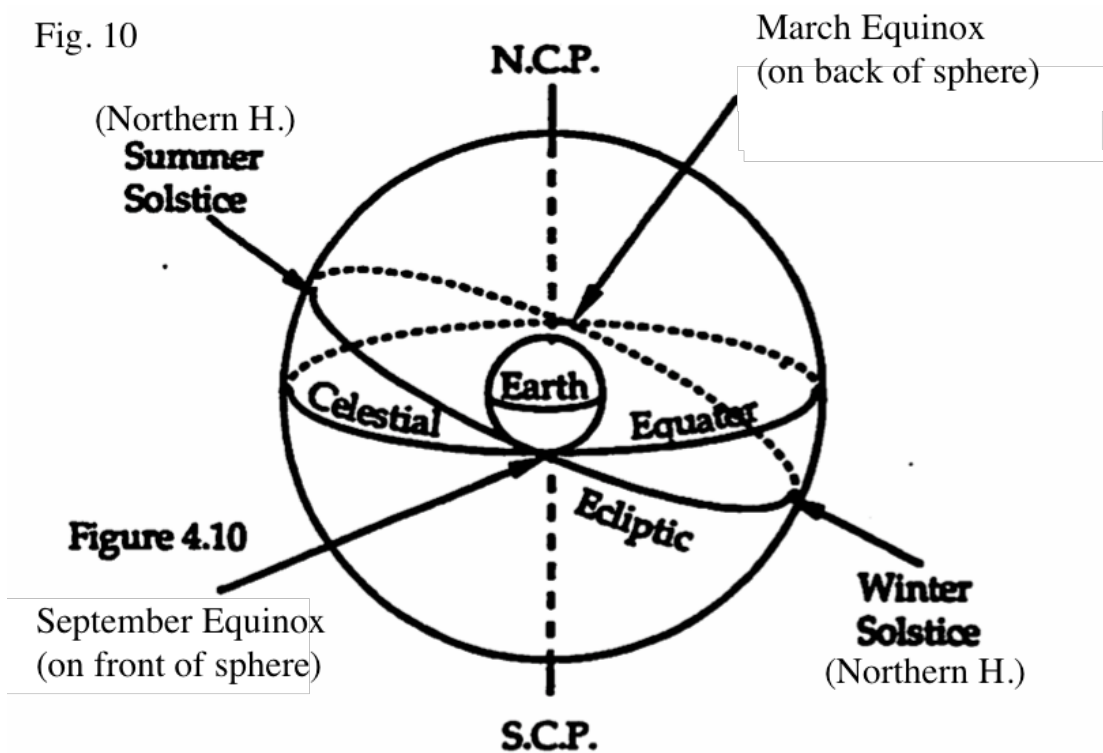 Fig. 10
March Equinox
(on back of sphere)
N.C.P.
(Northern H.)
Summer
Solstice
Earth
Celestial
Equator
Ecliptic
Figure 4.10
September Equinox
(on front of sphere)
Winter
Solstice
(Northern H.)
S.C.P.